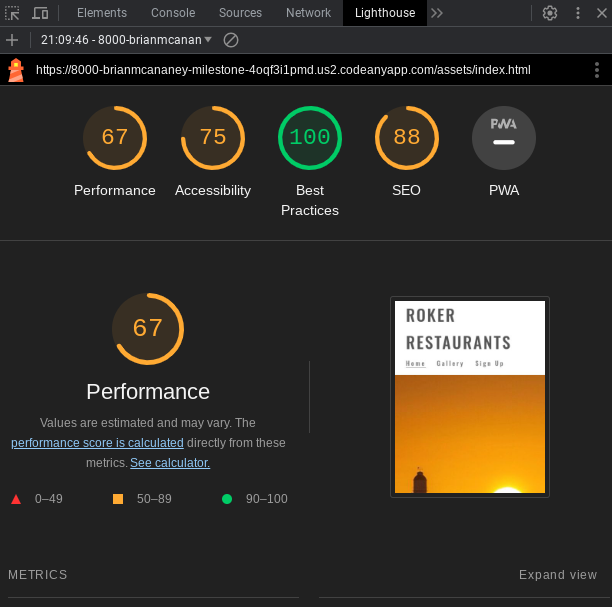 Elements Console Sources Network Lighthouse
21:09:46 - 8000-brianmcanan
https://8000-brianmcananey-milestone-4oqf3i1pmd.us2.codeanyapp.com/assets/index.html
67 75 100 88 PWA
Performance Accessibility Best Practices SEO PWA
67
Performance
Values are estimated and may vary. The
performance score is calculated directly from these
metrics. See calculator.
0–49 50–89 90–100
ROKER
RESTAURANTS
Home Gallery Sign Up
METRICS Expand view